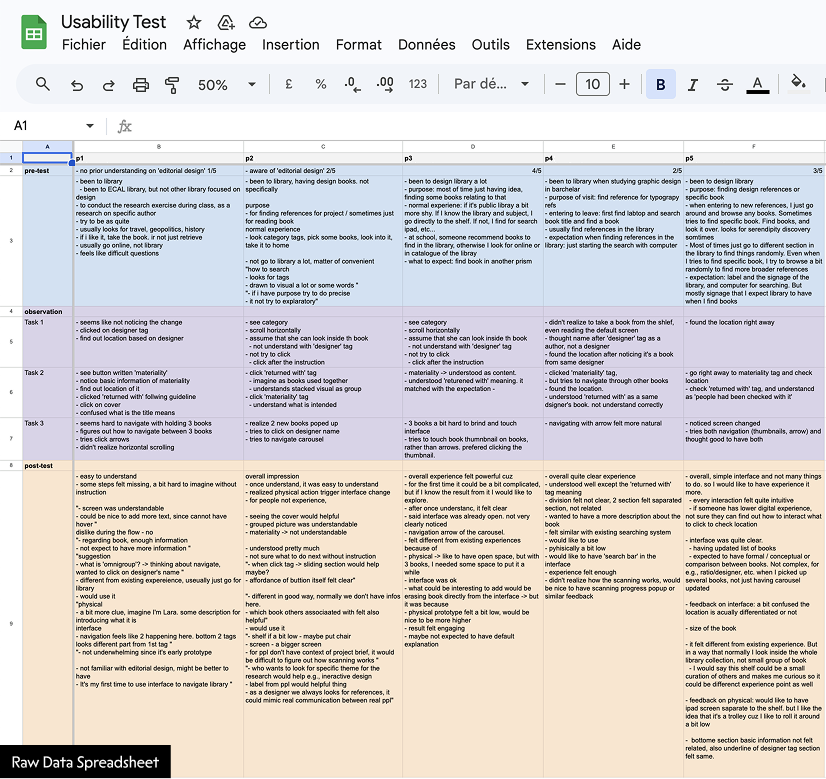 Usability Test
Fichier Édition Affichage Insertion Format Données Outils Extensions Aide
50% £ % .0 .00 123 Par dé... 10 B I S A
A1 fx
A B C D E F
1 p1 p2 p3 p4 p5
2 pre-test - no prior understanding on 'editorial design' 1/5 - aware of 'editorial design' 2/5 4/5 2/5 3/5
3
- been to library
- been to ECAL library, but not other library focused on
design
- to conduct the research exercise during class, as a
research on specific author
- try to be as quite
- usually looks for travel, geopolitics, history
- if i like it, take the book. ir not just retrieve
- usually go online, not library
- feels like difficult questions
- been to library, having design books. not
specifically
purpose
- for finding references for project / sometimes just
for reading book
normal experience
- look category tags, pick some books, look into it,
take it to home
- not go to library a lot, matter of convenient
"how to search
- looks for tags
- drawn to visual a lot or some words "
"- if i have purpose try to do precise
- it not try to explaratory"
- been to design library a lot
- purpose: most of time just having idea,
finding some books relating to that
- normal experiene: if it's public library a bit
more shy. If I know the library and subject, I
go directly to the shelf. If not, I find for search
ipad, etc..
- at school, someone recommend books to
find in the library, otherwise I look for online or
in catalogue of the libray
- what to expect: find book in another prism
- been to library when studying graphic design
in barchelar
- purpose of visit: find reference for typograpy
refs
- entering to leave: first find labtop and search
book title and find a book
- usually find references in the library
- expectation when finding references in the
library: just starting the search with computer
- been to design library
- purpose: finding design references or
specific book
- when entering to new references, I just go
around and browse any books. Sometimes
tries to find specific book. Find books, and
look it over. looks for serendipity discovery
somtimes
- Most of times just go to different section in
the library to find things randomly. Even when
I tries to find specific book, I try to browse a bit
randomly to find more broader references
- expectation: label and the signage of the
library, and computer for searching. But
mostly signage that I expect library to have
when I find books
4 observation
5 Task 1
- seems like not noticing the change
- clicked on designer tag
- find out location based on designer
- see category
- scroll horizontally
- assume that she can look inside th book
- not understand with 'designer' tag
- not try to click
- click after the instruction
- see category
- scroll horizontally
- assume that she can look inside th book
- not understand with 'designer' tag
- not try to click
- click after the instruction
- didn't realize to take a book from the shlef,
even reading the default screen
- thought name after 'designer' tag as a
author, not a designer
- found the location after noticing it's a book
from same designer
- found the location right away
6 Task 2
- see button written 'materiality'
- notice basic information of materiality
- find out location of it
- clicked 'returned with' follwing guideline
- click on cover
- confused what is the title means
- click 'returned with' tag
- imagine as books used together
- understands stacked visual as group
- click 'materiality' tag
- understand what is intended
- materiality -> understood as content.
- understood 'returened with' meaning. it
matched with the expectation -
- clicked 'materiality' tag,
- but tries to navigate through other books
- found the location.
- understood 'returned with' as a same
dsigner's book. not understand correctly
- go right away to materiality tag and check
location
- check 'returned with' tag, and understancd
as 'people had been checked with it'
7 Task 3
- seems hard to navigate with holding 3 books
- figures out how to navigate between 3 books
- tries click arrows
- didn't realize horizontal scrolling
- realize 2 new books poped up
- tries to click on designer name
- tries to navigate carousel
- 3 books a bit hard to brind and touch
interface
- tries to touch book thumnbnail on books,
rather than arrows. prefered clicking the
thumbnail.
- navigating with arrow felt more natural
- noticed screen changed
- tries both navigation (thumbnails, arrow) and
thought good to have both
8 post-test
9
- easy to understand
- some steps felt missing, a bit hard to imagine without
instruction
"- screen was understandable
- could be nice to add more text, since cannot have
hover "
dislike during the flow - no
"- regarding book, enough information
- not expect to have more information "
"suggestion
- what is "omnigroup"? -> thinking about navigate,
wanted to click on designer's name "
- different from existing expereience, useually just go for
library
- would use it
"physical
- a bit more clue, imagine I'm Lara. some description for
introducing what it is
interface
- navigation feels like 2 happening here. bottom 2 tags
looks different part from 1st tag "
"- not underwhelming since it's early prototype
- not familiar with editorial design, might be better to
have
- It's my first time to use interface to navigate library "
overall impression
- once understand, it was easy to understand
- realized physical action trigger interface change
- for people not experience,
- seeing the cover would helpful
- grouped picture was understandable
- materiality -> not understandable
- understood pretty much
- not sure what to do next without instruction
"- when click tag -> sliding section would help
maybe?
- affordance of buttion itself felt clear"
"- different in good way, normally we don't have infos
here.
- which book others associaated with felt also
helpful"
- would use it
"- shelf if a bit low - maybe put chair
- screen - a bigger screen
- for ppl don't have context of project brief, it would
be difficult to figure out how scanning works "
"- who wants to look for specific theme for the
research would help e.g., ineractive design
- label from ppl would helpful thing
- as a designer we always looks for references, it
could mimic real communication between real ppl"
- overall experience felt powerful cuz
- for the first time it could be a bit complicated,
but if I know the result from it I would like to
explore.
- after once understanc, it felt clear
- said interface was already open. not very
clearly noticed
- navigation arrow of the carousel.
- felt different from existing experiences
because of
- physical -> like to have open space, but with
3 books, I needed some space to put it a
while
- interface was ok
- what could be interesting to add would be
erasing book directly from the interface -> but
it was because
- physical prototype felt a bit low, would be
nice to be more higher
- result felt engaging
- maybe not expected to have default
explanation
- overall quite clear experience
- understood well except the 'returned with'
tag meaning
- division felt not clear, 2 section felt separated
section, not related
- wanted to have a more description about the
book
- felt similar with existing searching system
- would like to use
- pyhisically a bit low
- would like to have 'search bar' in the
interface
- experience felt enough
- didn't realize how the scanning works, would
be nice to have scanning progress popup or
similar feedback
- overall, simple interface and not many things
to do. so I would like to have experience it
more.
- every interaction felt quite intuitive
- if someone has lower digital experience,
not sure they can find out how to interact what
to click to check location
- interface was quite clear.
- having updated list of books
- expected to have formal / conceptual or
comparison between books. Not complex, for
e.g., ratio/designer, etc. when I picked up
several books, not just having carousel
updated
- feedback on interface: a bit confused the
location is acually differentiated or not
- size of the book
- it felt different from existing experience. But
in a way that normally I look inside the whole
library collection, not small group of book
- I would say this shelf could be a small
curation of others and makes me curious so it
could be different experience point as well
- feedback on physical: would like to have
ipad screen separate to the shelf. but I like the
idea that it's a trolley cuz I like to roll it around
a bit low
- bottome section basic information not felt
related, also underline of designer tag section
felt same.
Raw Data Spreadsheet